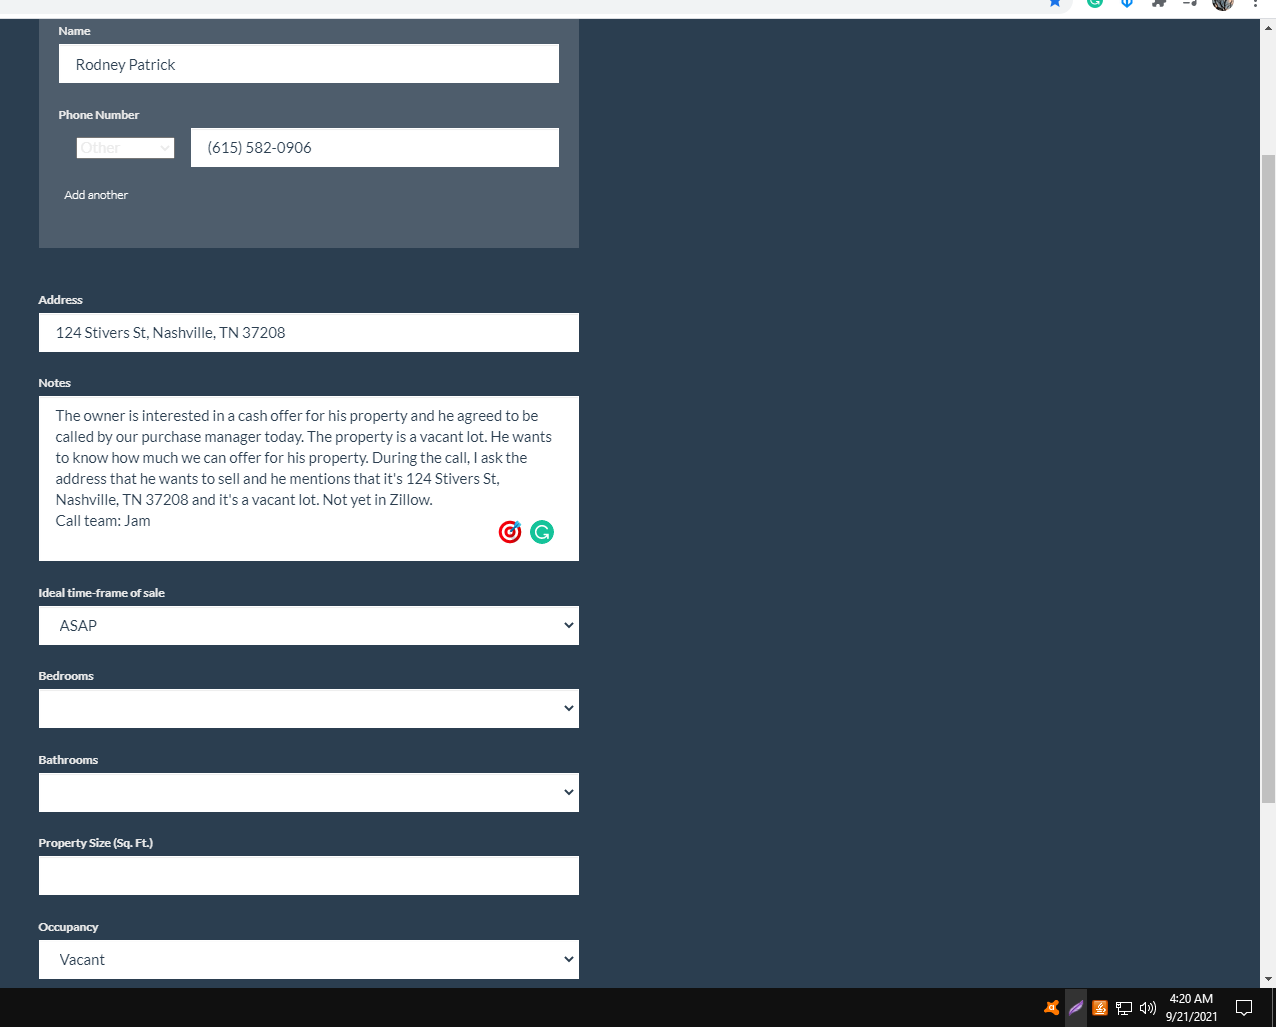 Name
Rodney Patrick
Phone Number
Other
(615) 582-0906
Add another
Address
124 Stivers St, Nashville, TN 37208
Notes
The owner is interested in a cash offer for his property and he agreed to be
called by our purchase manager today. The property is a vacant lot. He wants
to know how much we can offer for his property. During the call, I ask the
address that he wants to sell and he mentions that it's 124 Stivers St,
Nashville, TN 37208 and it's a vacant lot. Not yet in Zillow.
Call team: Jam
Ideal time-frame of sale
ASAP
Bedrooms
Bathrooms
Property Size (Sq. Ft.)
Occupancy
Vacant
4:20 AM
9/21/2021